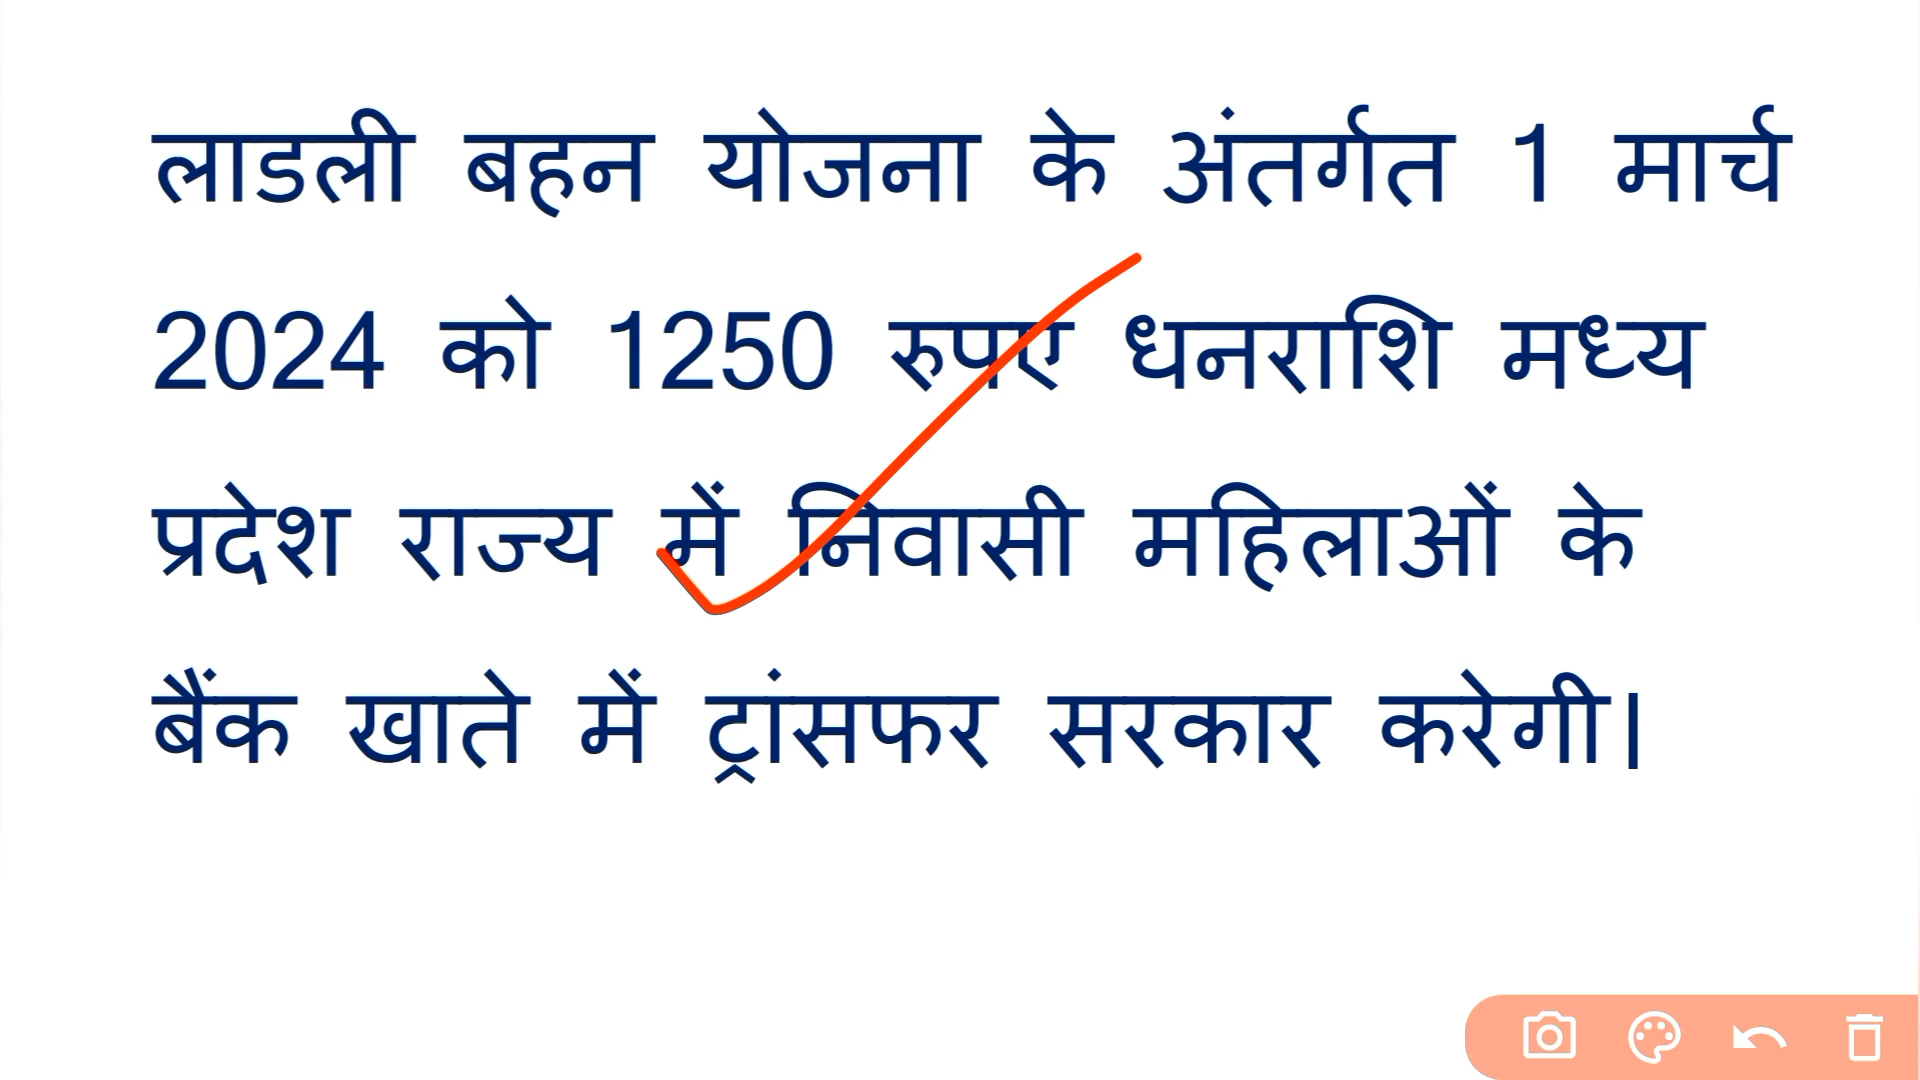 लाडली बहन योजना के अंतर्गत 1 मार्च
2024 को 1250 रुपए धनराशि मध्य
प्रदेश राज्य में निवासी महिलाओं के
बैंक खाते में ट्रांसफर सरकार करेगी।